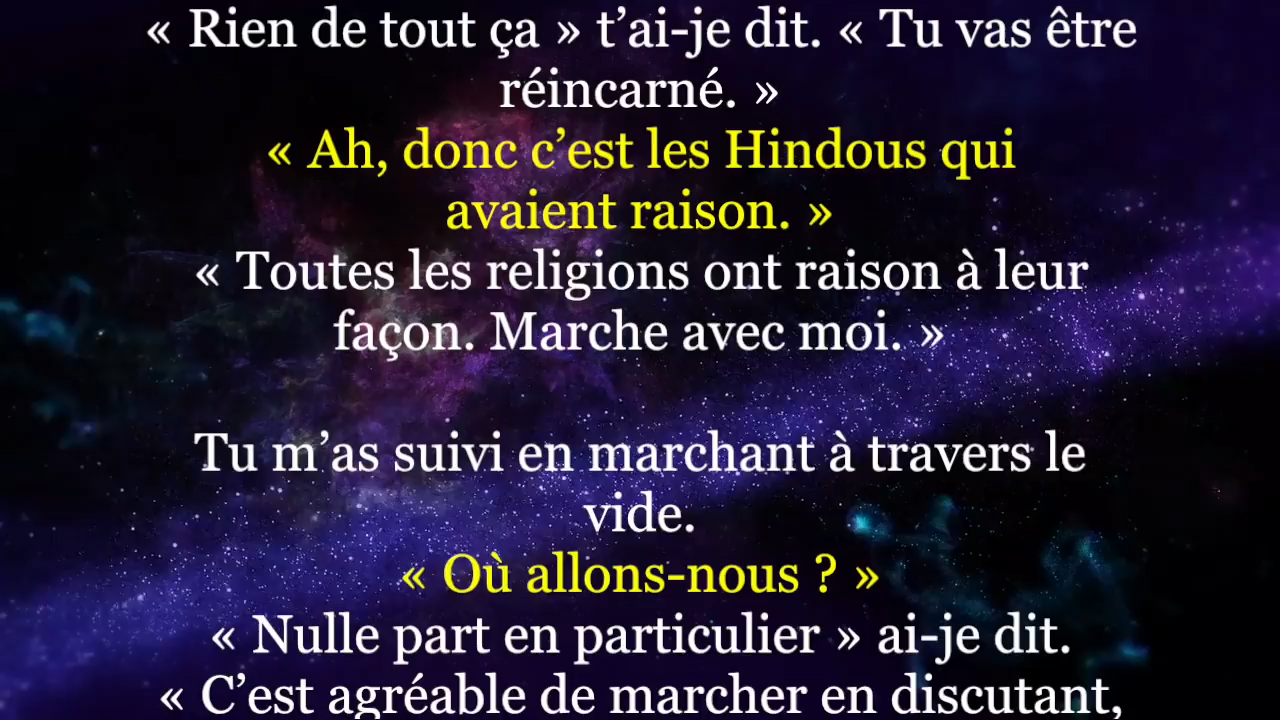 « Rien de tout ça » t’ai-je dit. « Tu vas être
réincarné. »
« Ah, donc c’est les Hindous qui
avaient raison. »
« Toutes les religions ont raison à leur
façon. Marche avec moi. »
Tu m’as suivi en marchant à travers le
vide.
« Où allons-nous ? »
« Nulle part en particulier » ai-je dit.
« C’est agréable de marcher en discutant,